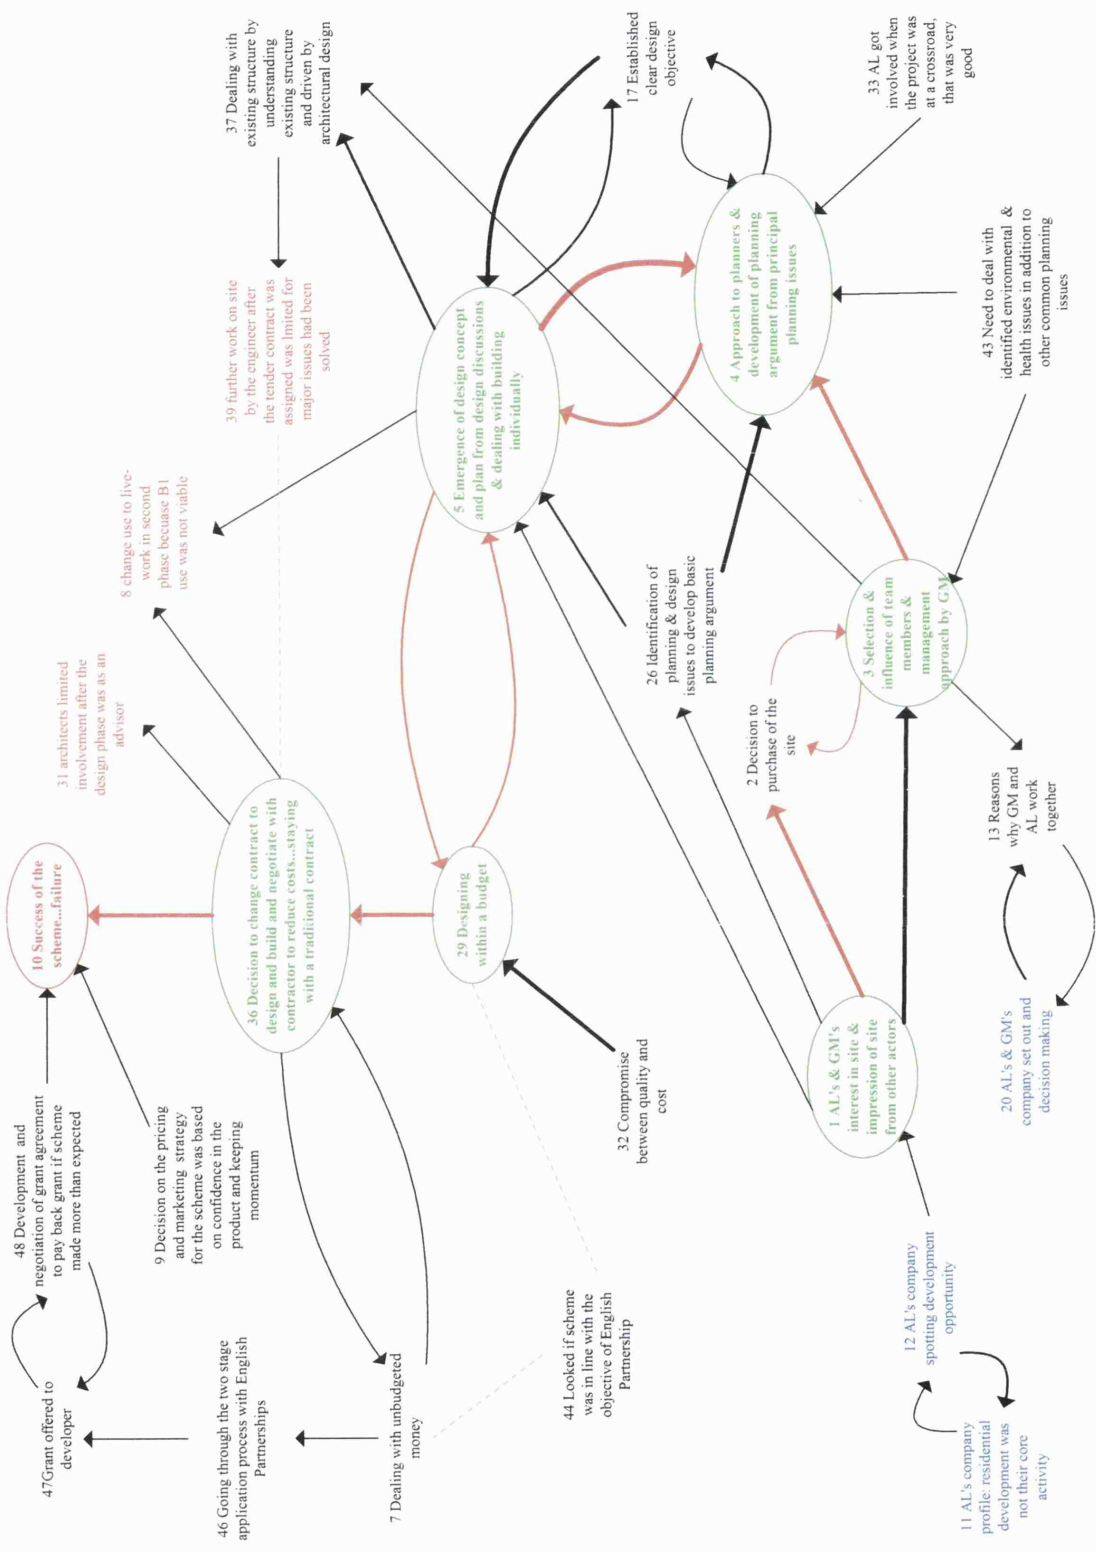 47Grant offered to
developer
48 Development  and
negotiation of grant agreement
to pay back grant if scheme
made more than expected
10 Success of the
scheme...failure
31 architects limited
involvement after the
design phase was as an
advisor
8 change use to live-
work in second
phase becuase B1
use was not viable
39 further work on site
by the engineer after
the tender contract was
assigned was lmited for
major issues had been
solved
37 Dealing with
existing structure by
understanding
existing structure
and driven by
architectural design
9 Decision on the pricing
and marketing  strategy
for the scheme was based
on confidence in the
product and keeping
momentum
46 Going through the two stage
application process with English
Partnerships
36 Decision to change contract to
design and build and negotiate with
contractor to reduce costs...staying
with a traditional contract
7 Dealing with unbudgeted
money
29 Designing
within a budget
5 Emergence of design concept
and plan from design discussions
& dealing with building
individually
17 Established
clear design
objective
44 Looked if scheme
was in line with the
objective of English
Partnership
32 Compromise
between quality and
cost
26 Identification of
planning & design
issues to develop basic
planning argument
4 Approach to planners &
development of planning
argument from principal
planning issues
2 Decision to
purchase of the
site
33 AL got
involved when
the project was
at a crossroad,
that was very
good
1 AL's & GM's
interest in site &
impression of site
from other actors
3 Selection &
influence of team
members &
management
approach by GM
43 Need to deal with
identified environmental  &
health issues in addition to
other common planning
issues
12 AL's company
spotting development
opportunity
11 AL's company
profile: residential
development was
not their core
activity
20 AL's & GM's
company set out and
decision making
13 Reasons
why GM and
AL work
together